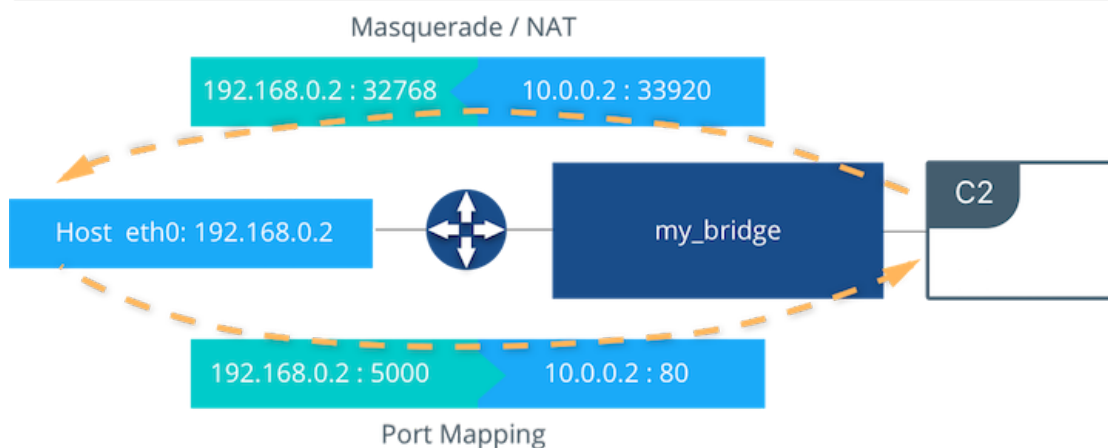 Masquerade / NAT
192.168.0.2 : 32768
10.0.0.2 : 33920
C2
Host eth0: 192.168.0.2
my_bridge
192.168.0.2 : 5000
10.0.0.2 : 80
Port Mapping